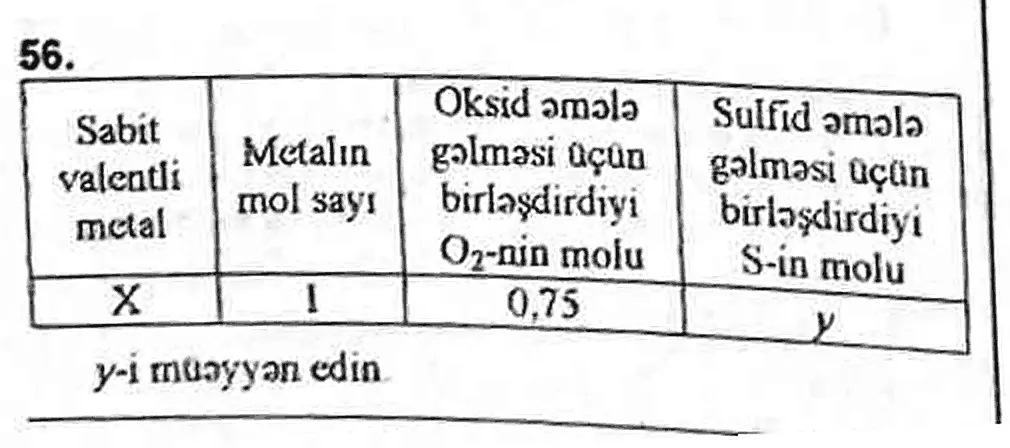 56.
Sabit
valentli
metal
Metalın
mol sayı
Oksid əmələ
gəlməsi üçün
birləşdirdiyi
O₂-nin molu
Sulfid əmələ
gəlməsi üçün
birləşdirdiyi
S-in molu
X
1
0,75
y
y-i müəyyən edin